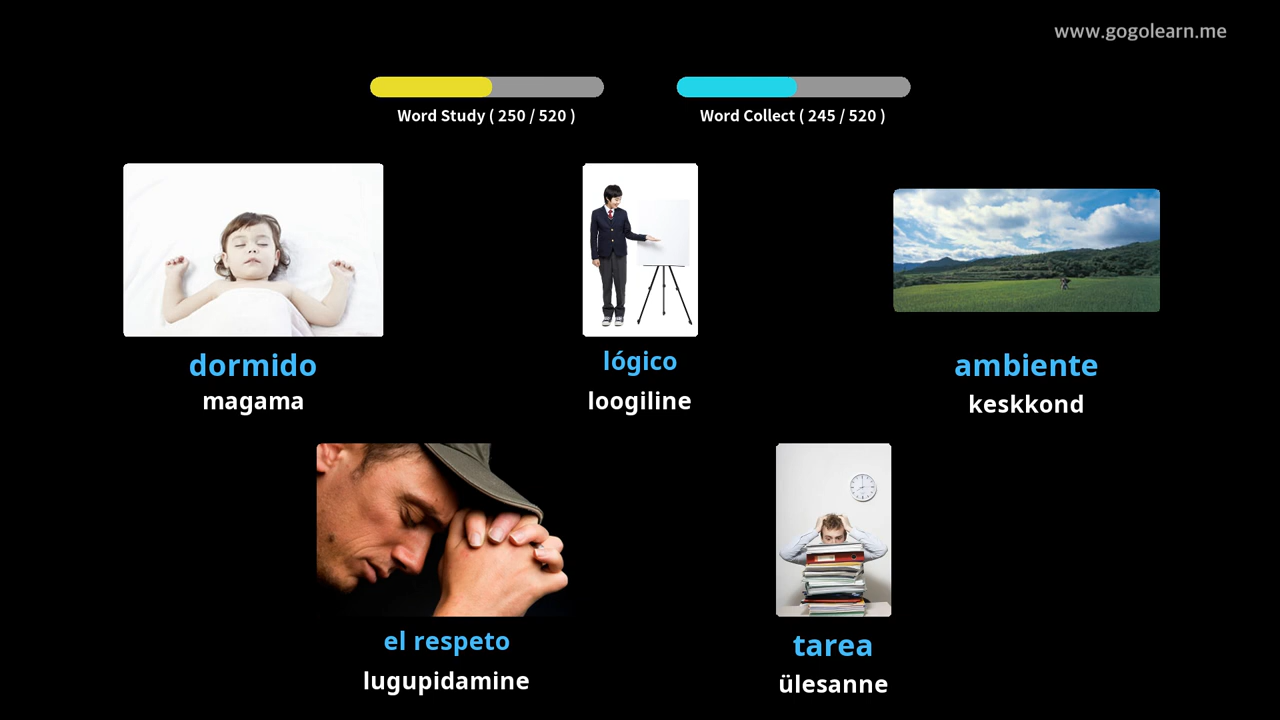 www.gogolearn.me
Word Study ( 250 / 520 )
Word Collect ( 245 / 520 )
dormido
magama
lógico
loogiline
ambiente
keskkond
el respeto
lugupidamine
tarea
ülesanne